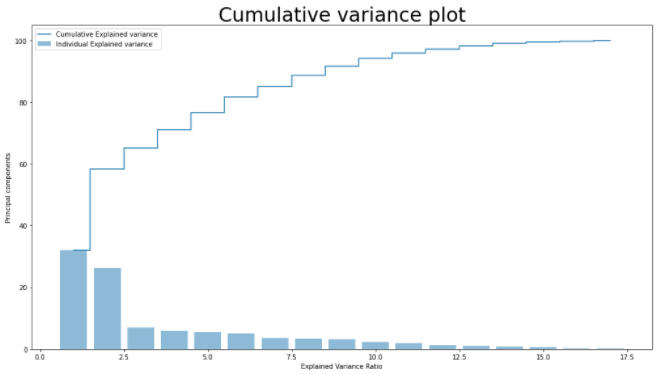 Cumulative variance plot
Cumulative Explained variance
Individual Explained variance
100
80
60
40
20
0
Principal components
0.0 2.5 5.0 7.5 10.0 12.5 15.0 17.5
Explained Variance Ratio